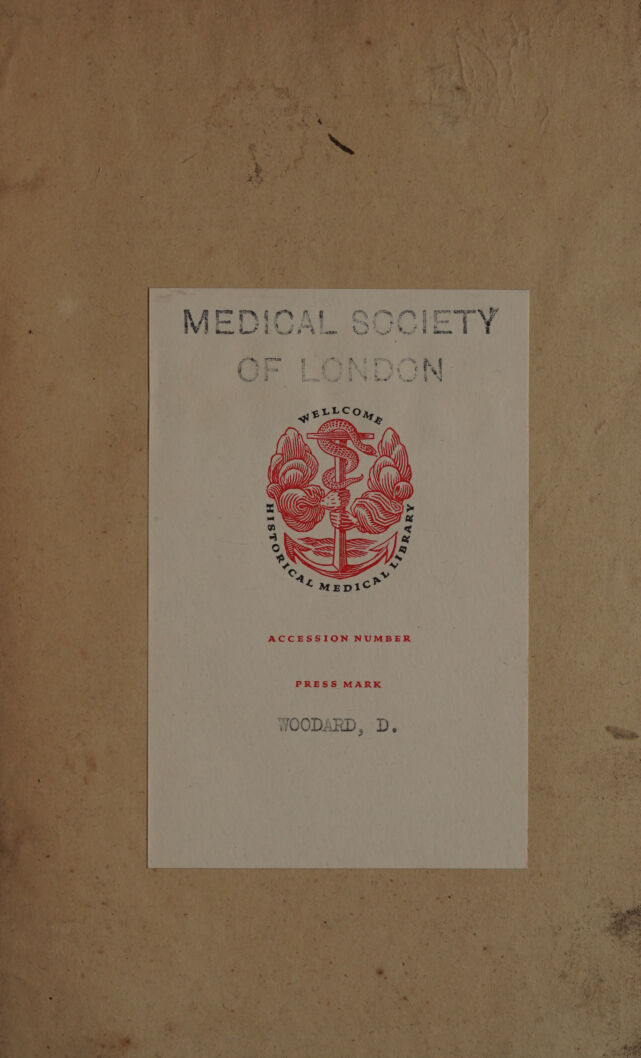 MEDICAL SOCIETY
OF LONDON
WELLCOME
HISTORICAL MEDICAL LIBRARY
ACCESSION NUMBER
PRESS MARK
WOODARD, D.